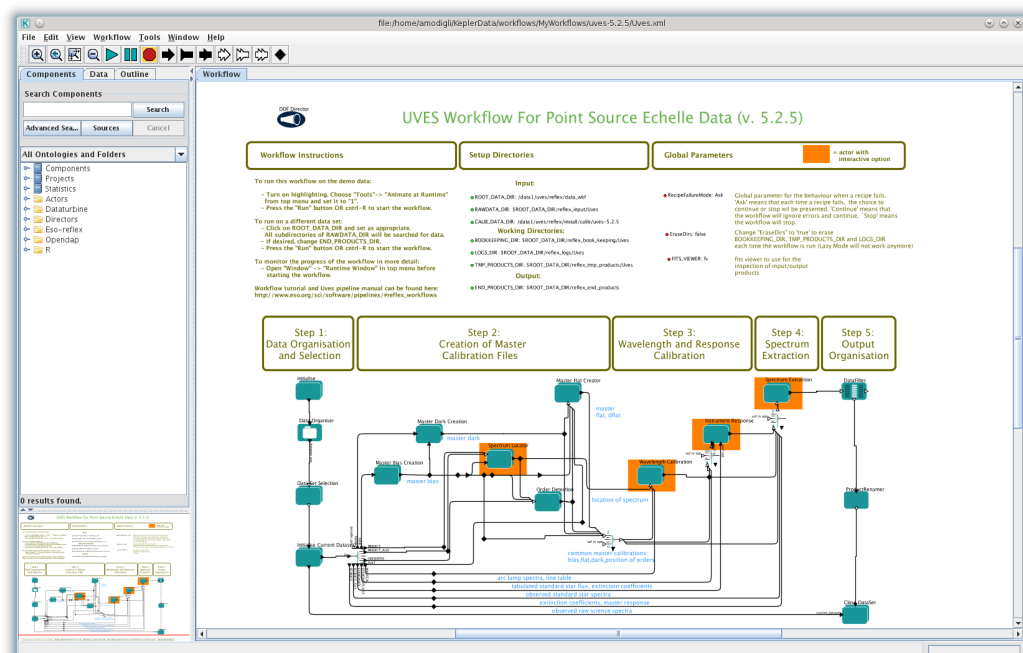 file:/home/amodigli/KeplerData/workflows/MyWorkflows/uves-5.2.5/Uves.xml
File Edit View Workflow Tools Window Help
Components Data Outline
Workflow
Search Components
Search
Advanced Sea... Sources Cancel
All Ontologies and Folders
Components
Projects
Statistics
Actors
Dataturbine
Directors
Eso-reflex
Opendap
R
0 results found.
DDF Director
UVES Workflow For Point Source Echelle Data (v. 5.2.5)
Workflow Instructions
Setup Directories
Global Parameters
= actor with
interactive option
To run this workflow on the demo data:
- Turn on highlighting, Choose "Tools"-> "Animate at Runtime"
from top menu and set it to "1".
- Press the "Run" button OR cntrl-R to start the workflow.
To run on a different data set:
- Click on ROOT_DATA_DIR and set as appropriate.
All subdirectories of RAWDATA_DIR will be searched for data.
- If desired, change END_PRODUCTS_DIR.
- Press the "Run" button OR cntrl-R to start the workflow.
To monitor the progress of the workflow in more detail:
- Open "Window" -> "Runtime Window" in top menu before
starting the workflow.
Workflow tutorial and Uves pipeline manual can be found here:
http://www.eso.org/sci/software/pipelines/#reflex_workflows
Input:
ROOT_DATA_DIR: /data1/uves/reflex/data_wkf
RAWDATA_DIR: $ROOT_DATA_DIR/reflex_input/Uves
CALIB_DATA_DIR: /data1/uves/reflex/install/calib/uves-5.2.5
Working Directories:
BOOKKEEPING_DIR: $ROOT_DATA_DIR/reflex_book_keeping/Uves
LOGS_DIR: $ROOT_DATA_DIR/reflex_logs/Uves
TMP_PRODUCTS_DIR: $ROOT_DATA_DIR/reflex_tmp_products/Uves
Output:
END_PRODUCTS_DIR: $ROOT_DATA_DIR/reflex_end_products
RecipeFailureMode: Ask
Global parameter for the behaviour when a recipe fails.
'Ask' means that each time a recipe fails, the choice to
continue or stop wil be presented. 'Continue' means that
the workflow will ignore errors and continue. ``Stop' means
the workflow will stop.
EraseDirs: false
Change "EraseDirs" to 'true' to erase
BOOKKEEPING_DIR, TMP_PRODUCTS_DIR and LOGS_DIR
each time the workflow is run (Lazy Mode will not work anymore)
FITS_VIEWER: fv
fits viewer to use for the
inspection of input/output
products
Step 1:
Data Organisation
and Selection
Step 2:
Creation of Master
Calibration Files
Step 3:
Wavelength and Response
Calibration
Step 4:
Spectrum
Extraction
Step 5:
Output
Organisation
Initialise
Data Organiser
DataSet Selection
Initialise Current Dataset
Master Dark Creation
master dark
Master Bias Creation
master bias
Spectrum Locator
Order Detection
Master Flat Creator
master
flat, dflat
location of spectrum
Wavelength Calibration
Instrument Response
Spectrum Extraction
DataFilter
ProductRenamer
Close DataSet
common master calibrations:
bias,flat,dark,position of orders
arc lamp spectra, line table
tabulated standard star flux, extinction coefficients
observed standard star spectra
extinction coefficients, master response
observed raw science spectra